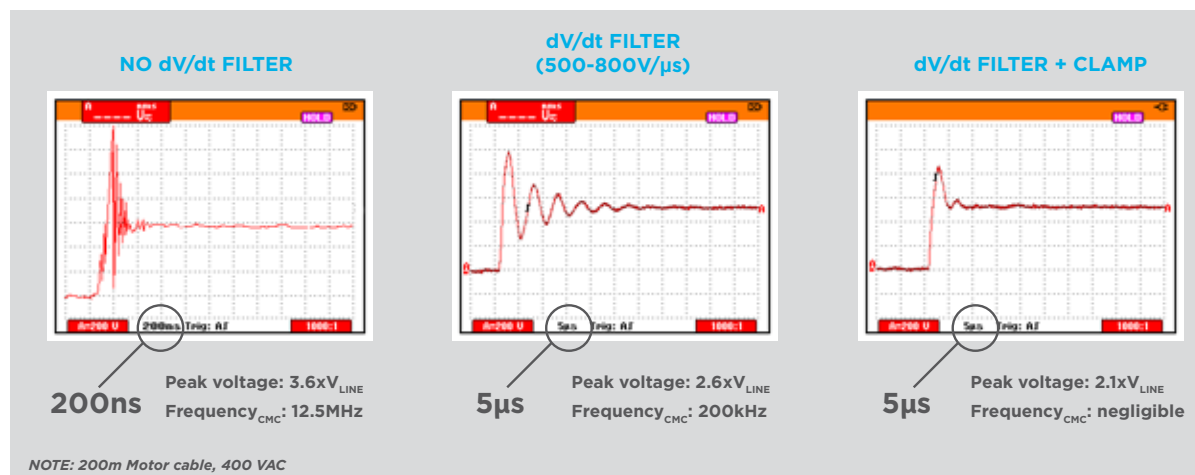 NO dV/dt FILTER
dV/dt FILTER
(500-800V/µs)
dV/dt FILTER + CLAMP
A
HOLD
A
HOLD
HOLD
A
A
A=200 V 200ns Trig: A 1000:1
A=200 V 5µs Trig: A 1000:1
A=200 V 5µs Trig: A 1000:1
200ns
Peak voltage: 3.6xVLINE
FrequencyCMC: 12.5MHz
5µs
Peak voltage: 2.6xVLINE
FrequencyCMC: 200kHz
5µs
Peak voltage: 2.1xVLINE
FrequencyCMC: negligible
NOTE: 200m Motor cable, 400 VAC